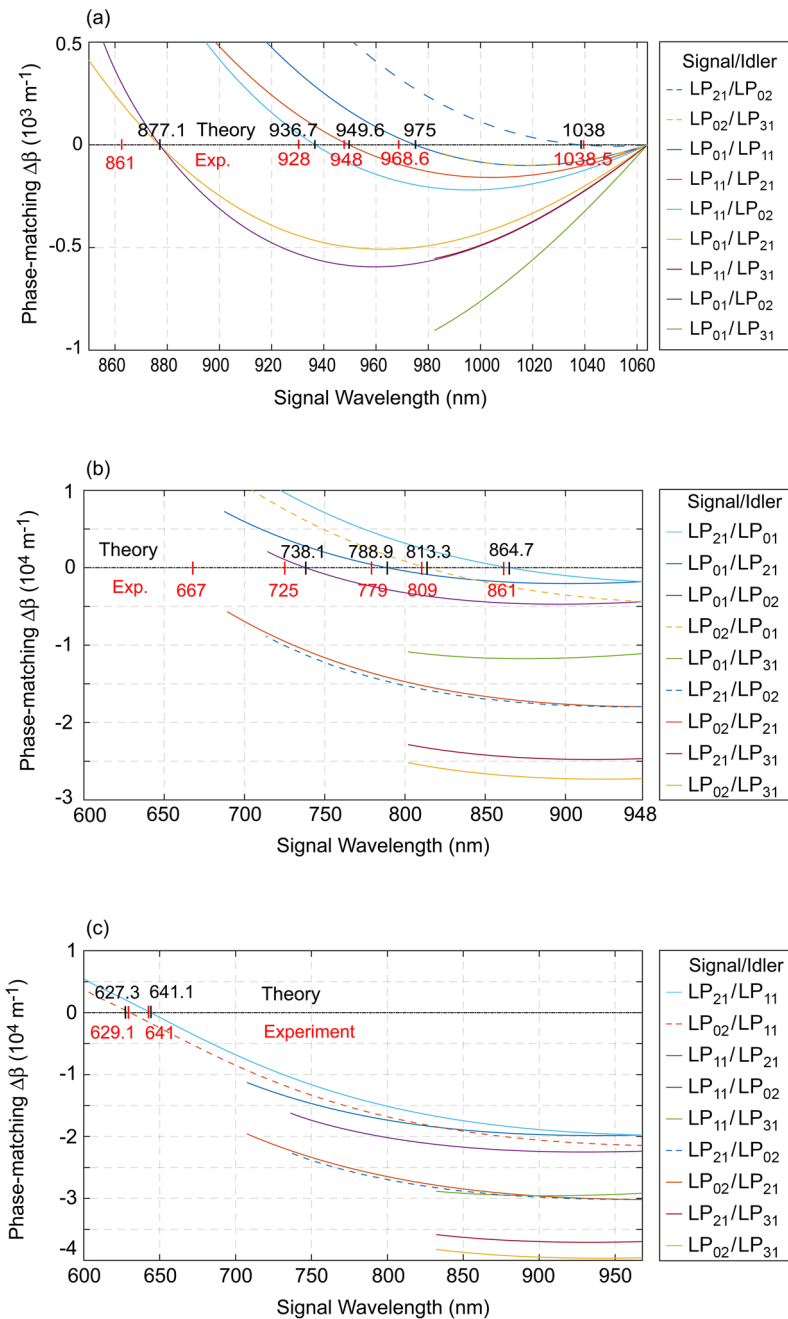 (a)
Phase-matching Δβ (10³ m⁻¹)
0.5
0
-0.5
-1
877.1 Theory 936.7 949.6 975 1038
861 Exp. 928 948 968.6 1038.5
860 880 900 920 940 960 980 1000 1020 1040 1060
Signal Wavelength (nm)
Signal/Idler
LP₂₁/LP₀₂
LP₀₂/LP₃₁
LP₀₁/LP₁₁
LP₁₁/LP₂₁
LP₁₁/LP₀₂
LP₀₁/LP₂₁
LP₁₁/LP₃₁
LP₀₁/LP₀₂
LP₀₁/LP₃₁
(b)
Phase-matching Δβ (10⁴ m⁻¹)
1
0
-1
-2
-3
Theory 738.1 788.9 813.3 864.7
Exp. 667 725 779 809 861
600 650 700 750 800 850 900 948
Signal Wavelength (nm)
Signal/Idler
LP₂₁/LP₀₁
LP₀₁/LP₂₁
LP₀₁/LP₀₂
LP₀₂/LP₀₁
LP₀₁/LP₃₁
LP₂₁/LP₀₂
LP₀₂/LP₂₁
LP₂₁/LP₃₁
LP₀₂/LP₃₁
(c)
Phase-matching Δβ (10⁴ m⁻¹)
1
0
-1
-2
-3
-4
627.3 641.1 Theory
629.1 641 Experiment
600 650 700 750 800 850 900 950
Signal Wavelength (nm)
Signal/Idler
LP₂₁/LP₁₁
LP₀₂/LP₁₁
LP₁₁/LP₂₁
LP₁₁/LP₀₂
LP₁₁/LP₃₁
LP₂₁/LP₀₂
LP₀₂/LP₂₁
LP₂₁/LP₃₁
LP₀₂/LP₃₁